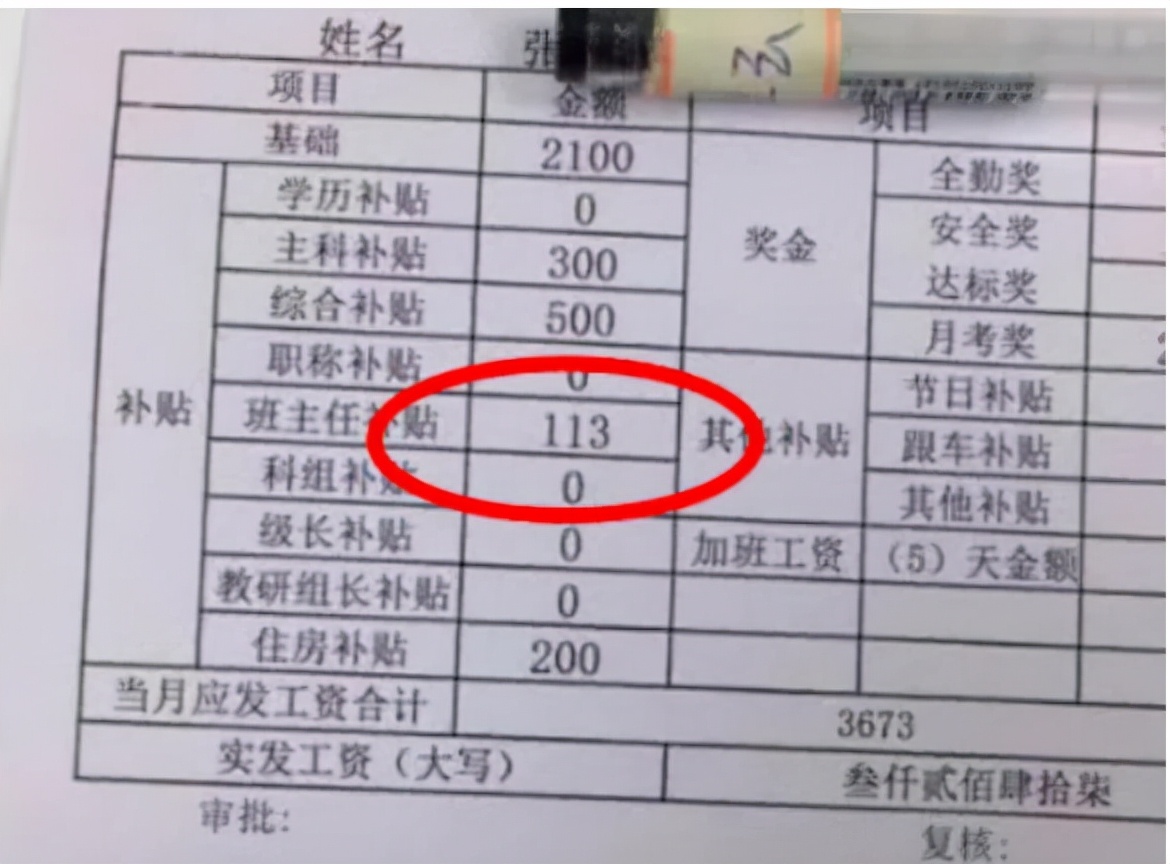 姓名 张
项目 金额 项目
基础 2100 奖金 全勤奖
补贴 学历补贴 0 安全奖
主科补贴 300 达标奖
综合补贴 500 月考奖
职称补贴 0 其他补贴 节日补贴
班主任补贴 113 跟车补贴
科组补贴 0 其他补贴
级长补贴 0 加班工资 (5)天金额
教研组长补贴 0
住房补贴 200
当月应发工资合计 3673
实发工资(大写) 叁仟贰佰肆拾柒
审批: 复核: